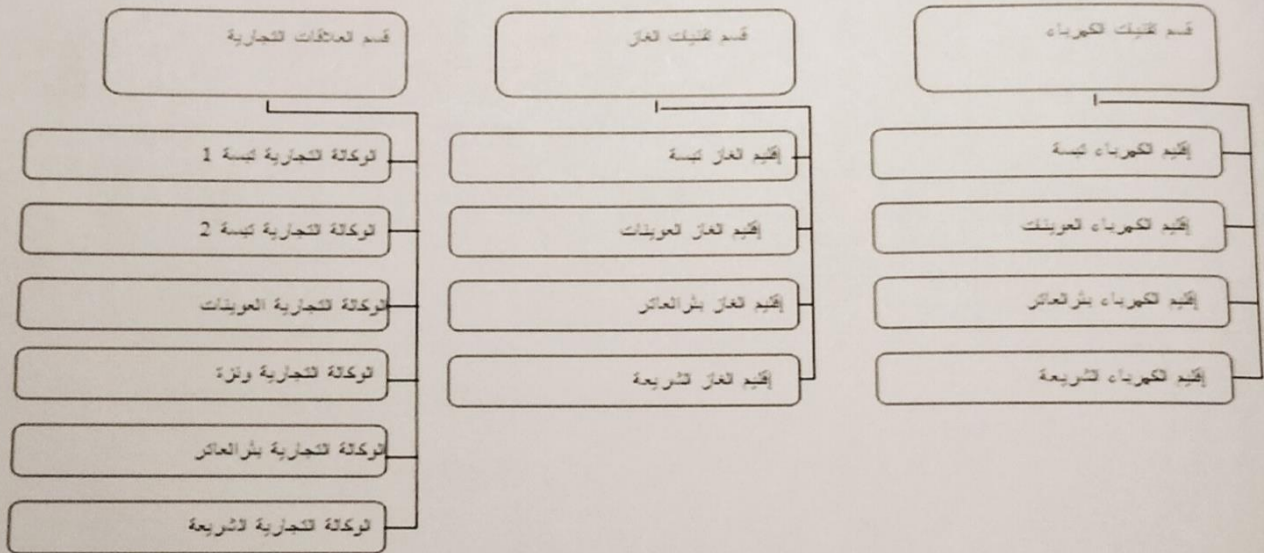 قسم تقنيات الكهرباء
إقليم الكهرباء تبسة
إقليم الكهرباء العوينات
إقليم الكهرباء بئرالعاتر
إقليم الكهرباء الشريعة
قسم تقنيات الغاز
إقليم الغاز تبسة
إقليم الغاز العوينات
إقليم الغاز بئرالعاتر
إقليم الغاز الشريعة
قسم العلاقات التجارية
الوكالة التجارية تبسة 1
الوكالة التجارية تبسة 2
الوكالة التجارية العوينات
الوكالة التجارية ونزة
الوكالة التجارية بئرالعاتر
الوكالة التجارية الشريعة